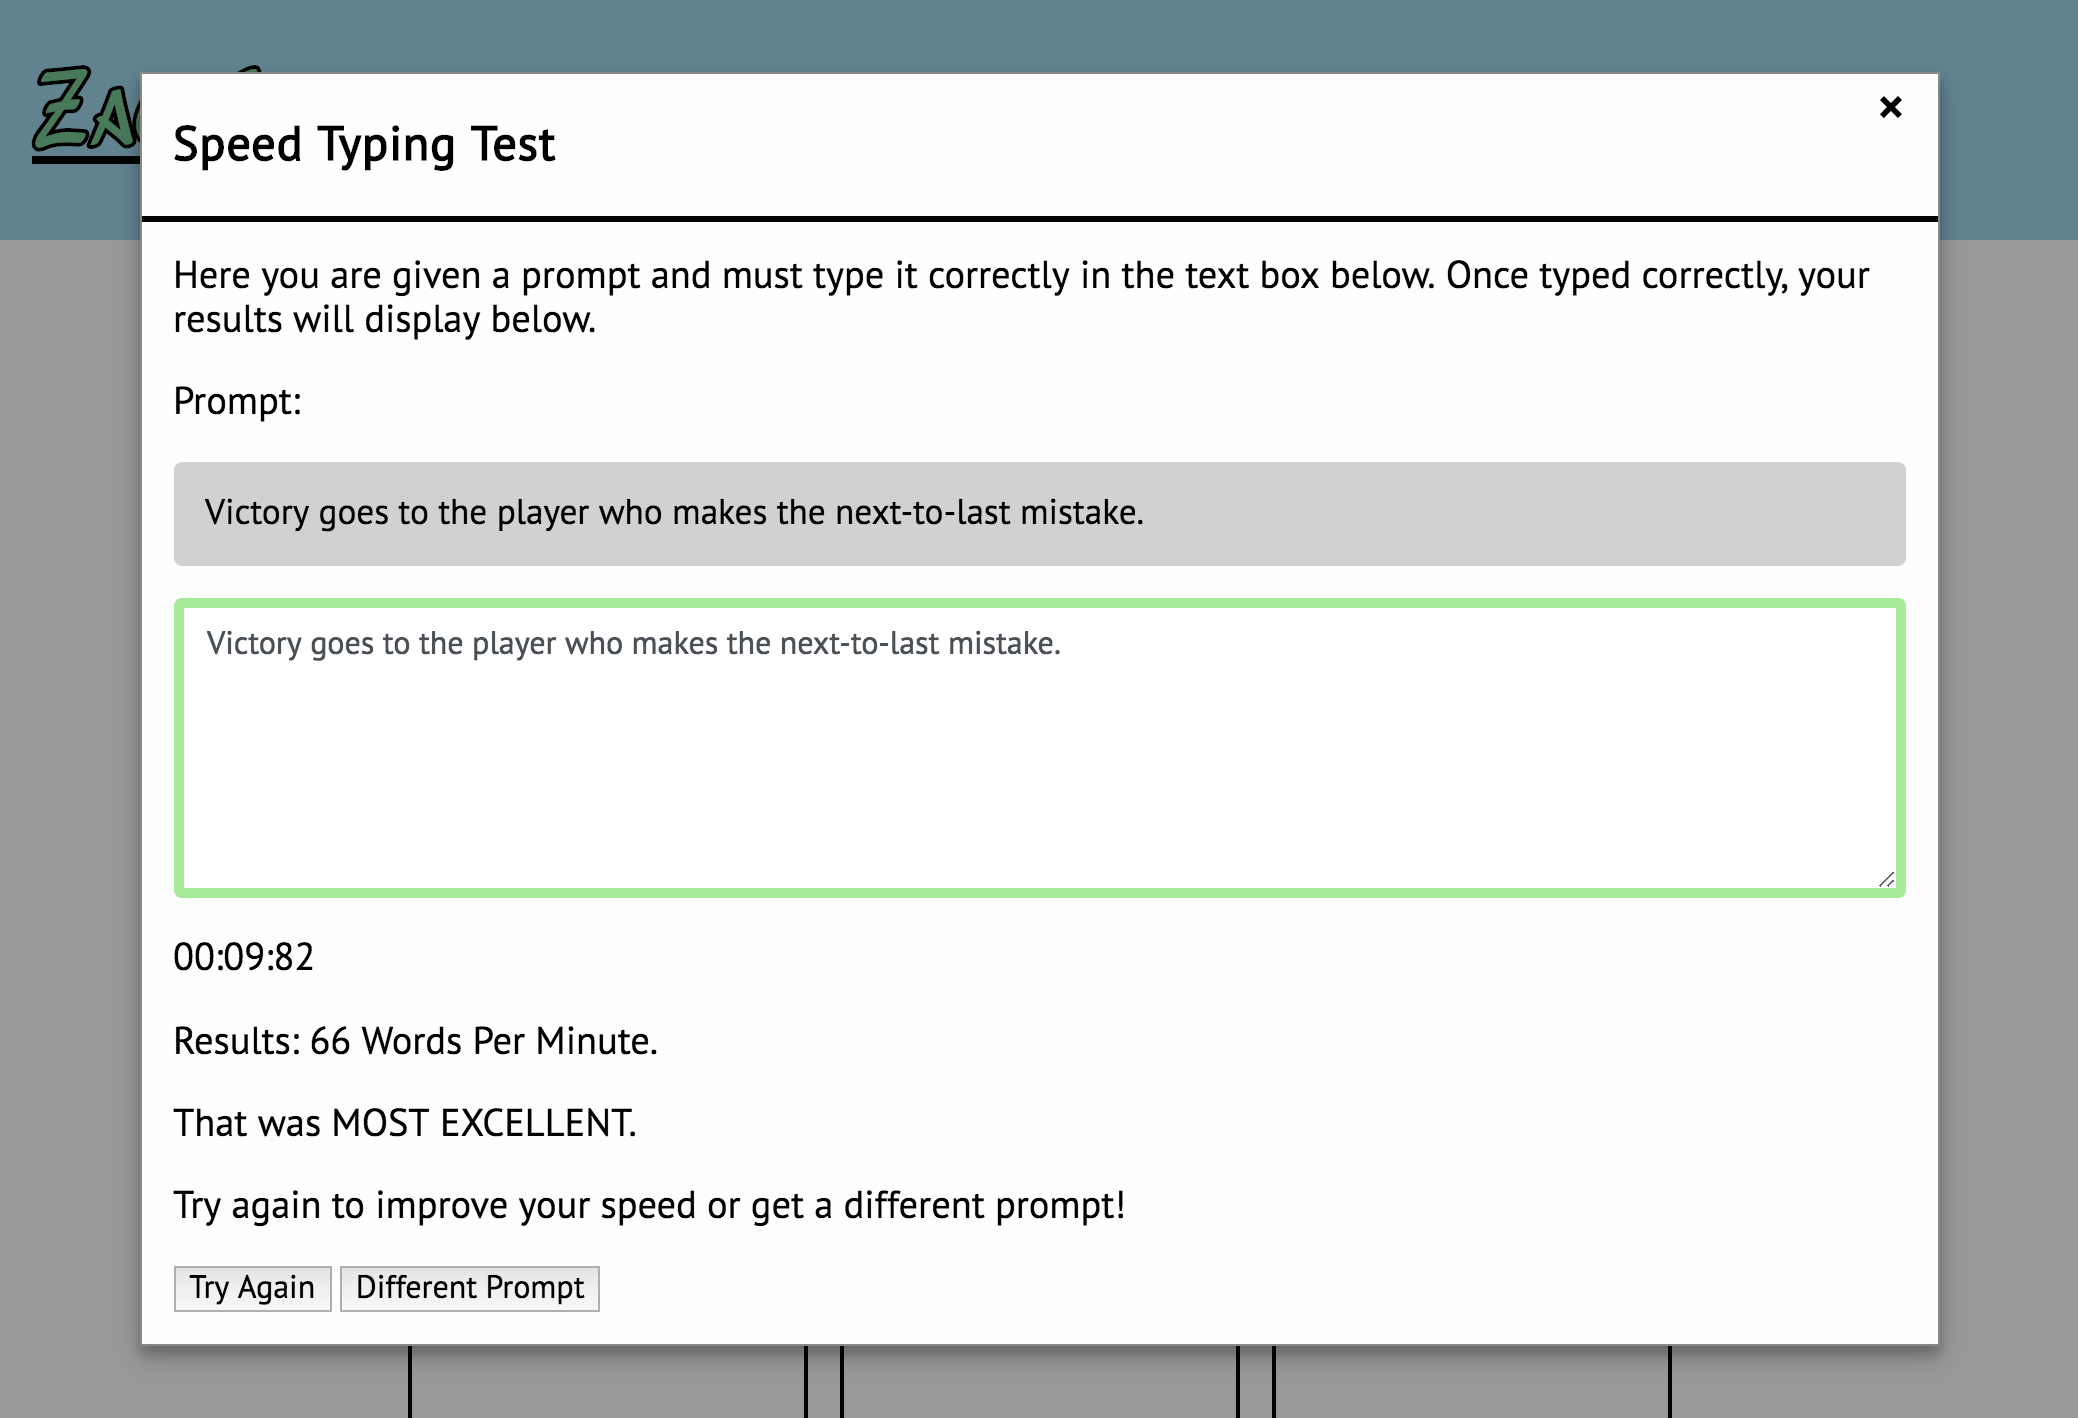 Speed Typing Test
Here you are given a prompt and must type it correctly in the text box below. Once typed correctly, your
results will display below.
Prompt:
Victory goes to the player who makes the next-to-last mistake.
Victory goes to the player who makes the next-to-last mistake.
00:09:82
Results: 66 Words Per Minute.
That was MOST EXCELLENT.
Try again to improve your speed or get a different prompt!
Try Again Different Prompt